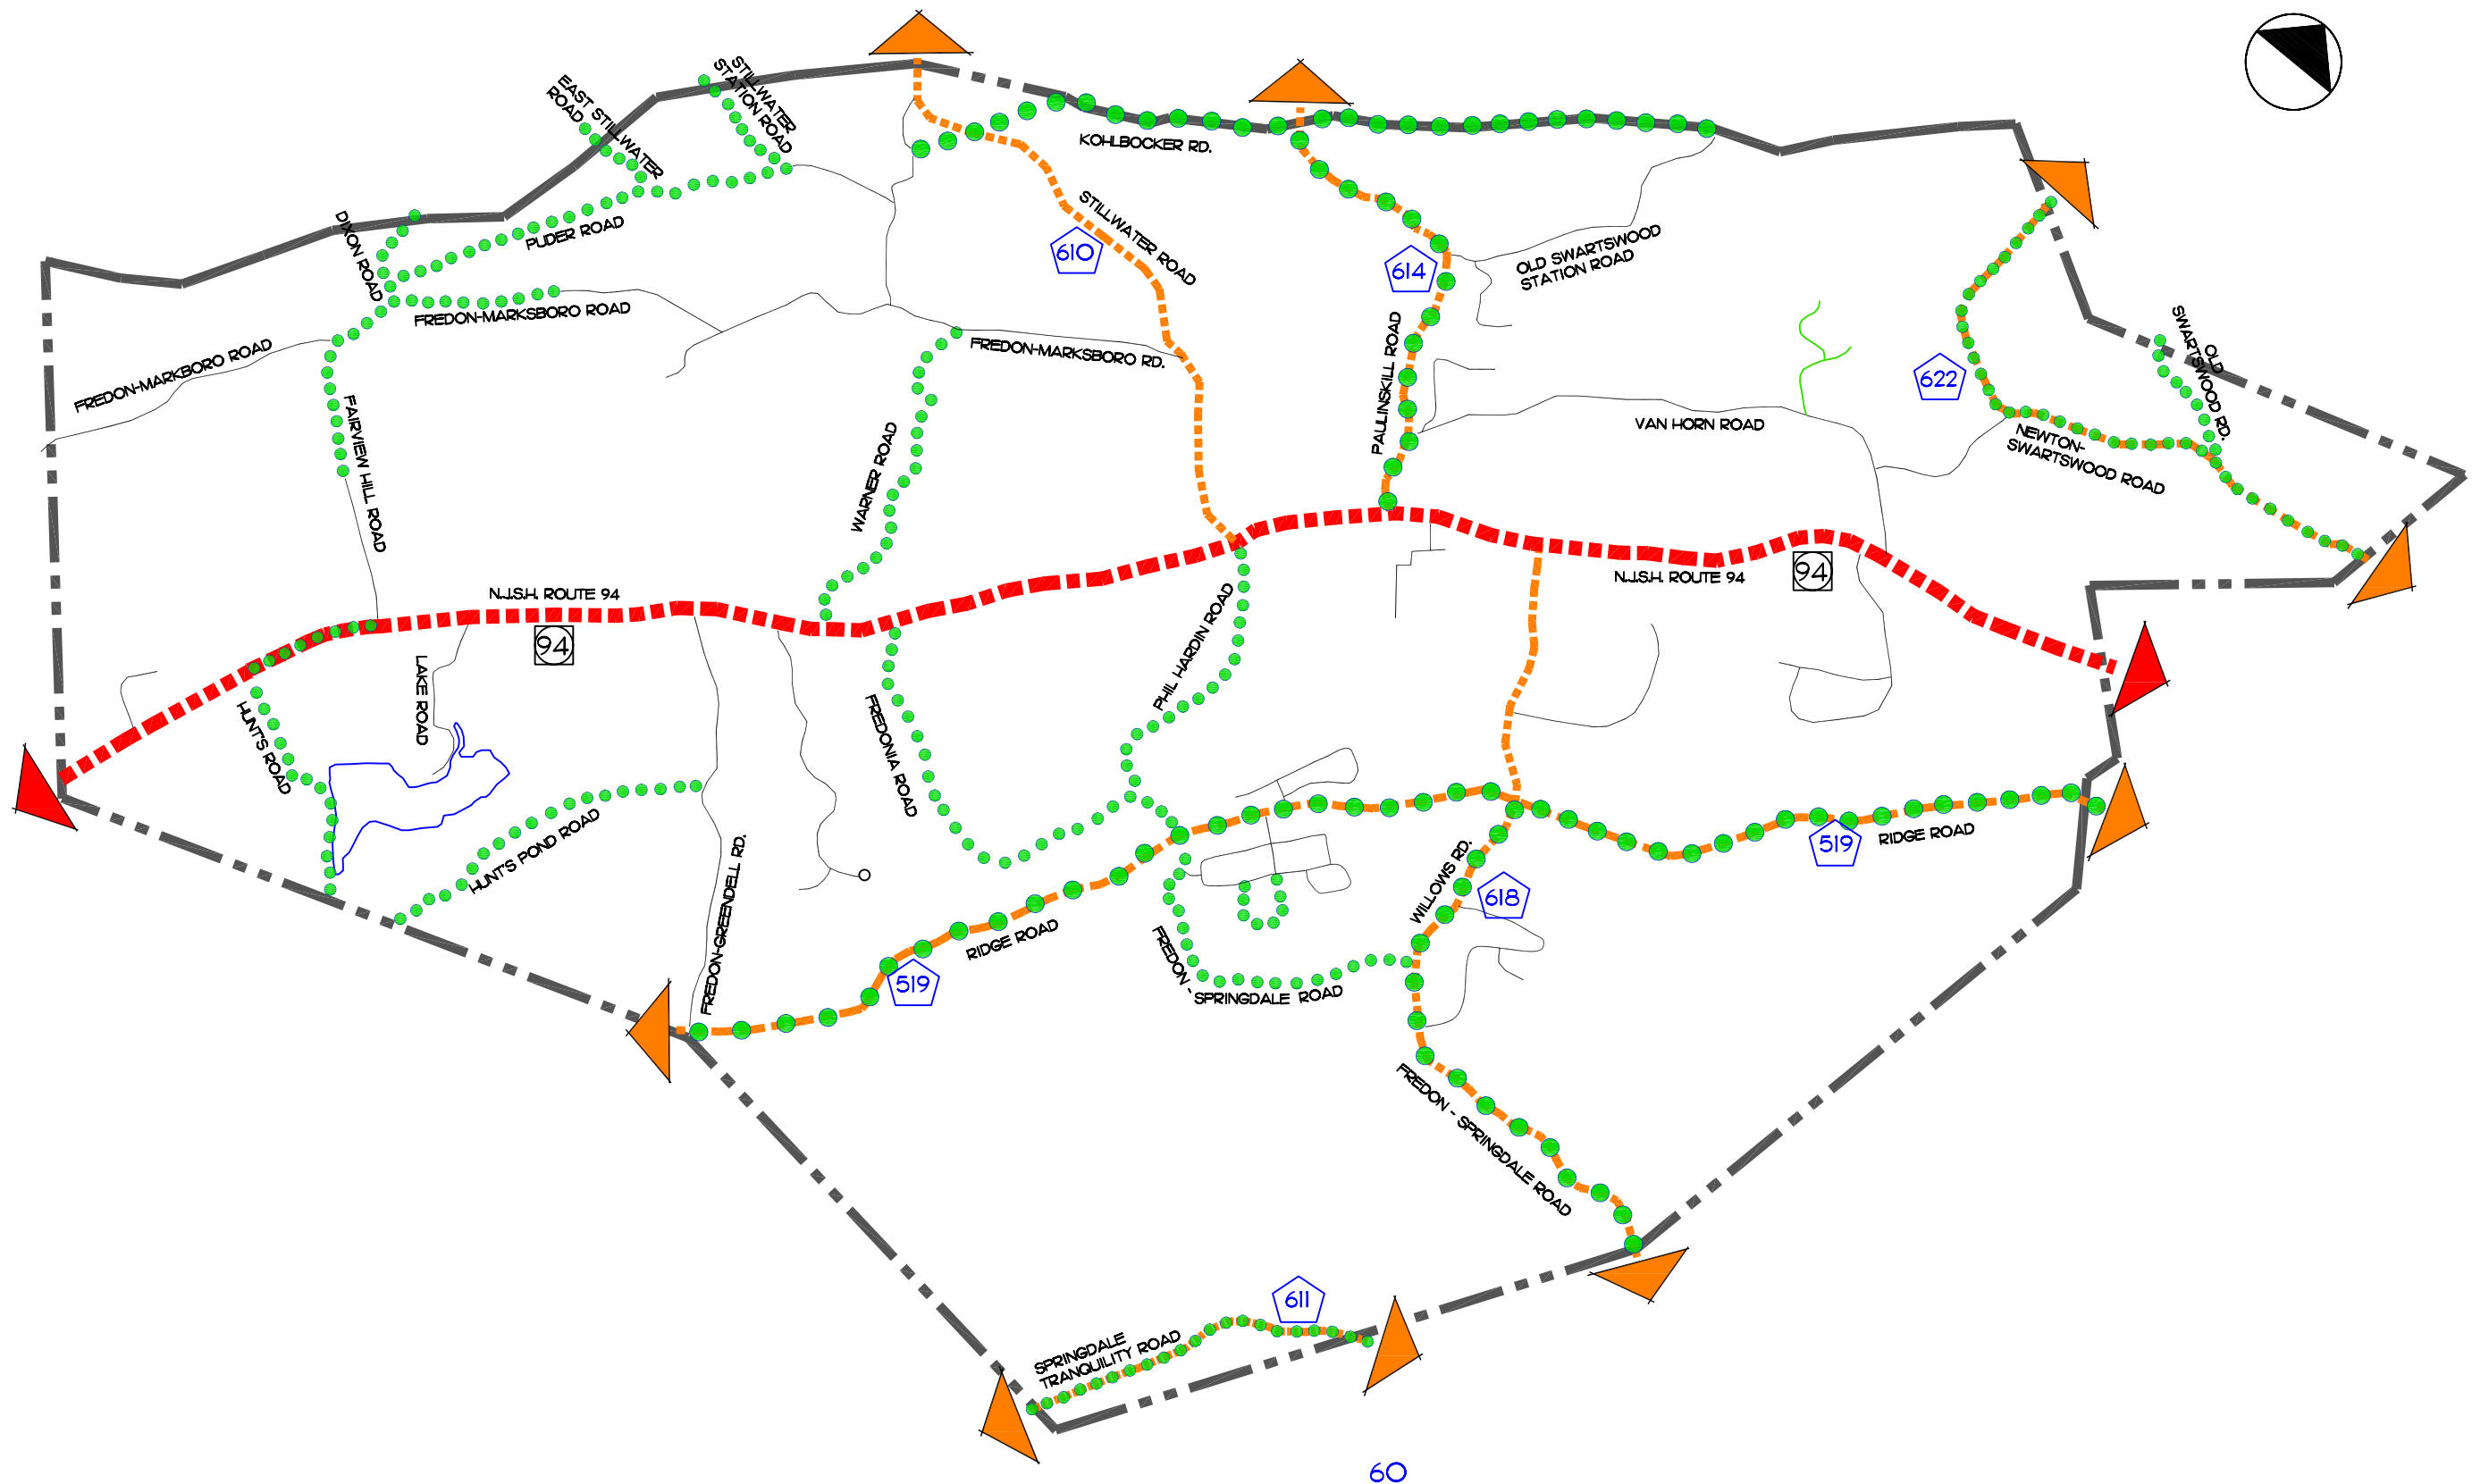 STILLWATER
STATION ROAD
EAST STILLWATER
ROAD
KOHLBOCKER RD.
DIXON ROAD
PUDER ROAD
STILLWATER ROAD
610
614
OLD SWARTSWOOD
STATION ROAD
FREDON-MARKSBORO ROAD
FREDON-MARKBORO ROAD
FREDON-MARKSBORO RD.
PAULINSKILL ROAD
622
OLD
SWARTSWOOD RD.
FAIRVIEW HILL ROAD
WARNER ROAD
VAN HORN ROAD
NEWTON-
SWARTSWOOD ROAD
N.J.S.H. ROUTE 94
94
N.J.S.H. ROUTE 94
94
LAKE ROAD
HUNT'S ROAD
FREDONIA ROAD
PHIL HARDIN ROAD
HUNT'S POND ROAD
FREDON-GREENDELL RD.
RIDGE ROAD
519
WILLOWS RD.
618
519
RIDGE ROAD
FREDON -
SPRINGDALE ROAD
FREDON - SPRINGDALE ROAD
611
SPRINGDALE
TRANQUILITY ROAD
60